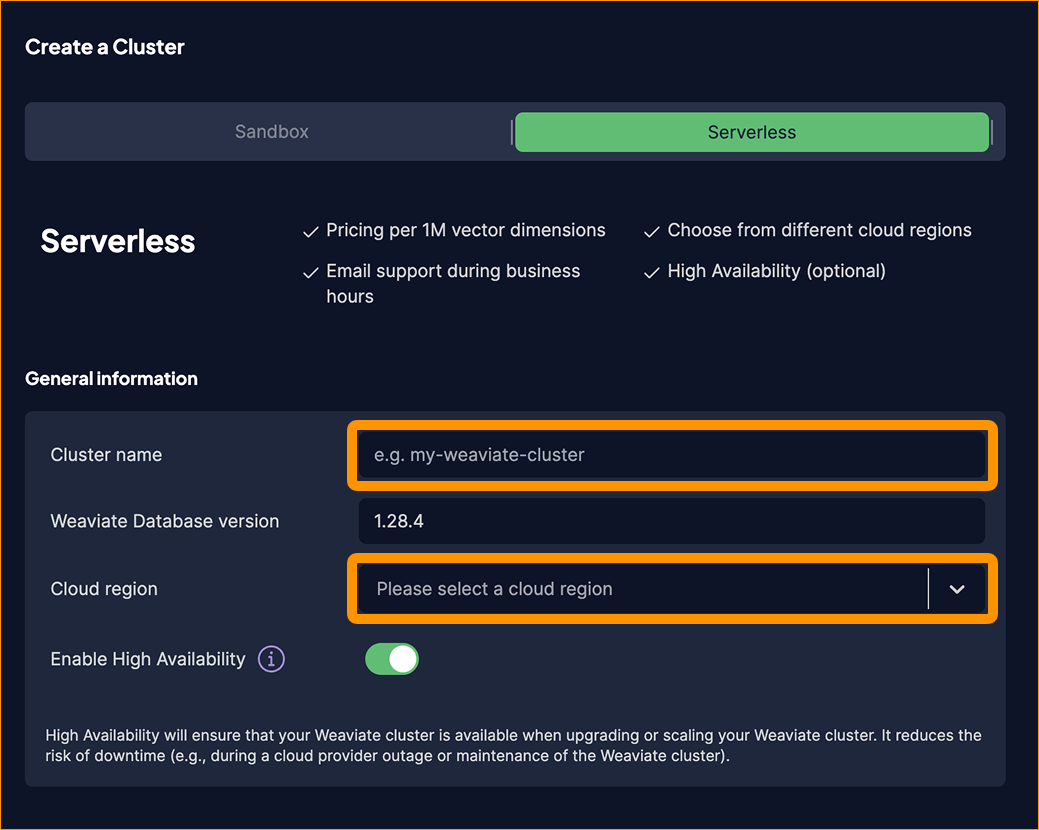 Create a Cluster
Sandbox
Serverless
Serverless
Pricing per 1M vector dimensions
Choose from different cloud regions
Email support during business
hours
High Availability (optional)
General information
Cluster name
e.g. my-weaviate-cluster
Weaviate Database version
1.28.4
Cloud region
Please select a cloud region
Enable High Availability
High Availability will ensure that your Weaviate cluster is available when upgrading or scaling your Weaviate cluster. It reduces the
risk of downtime (e.g., during a cloud provider outage or maintenance of the Weaviate cluster).